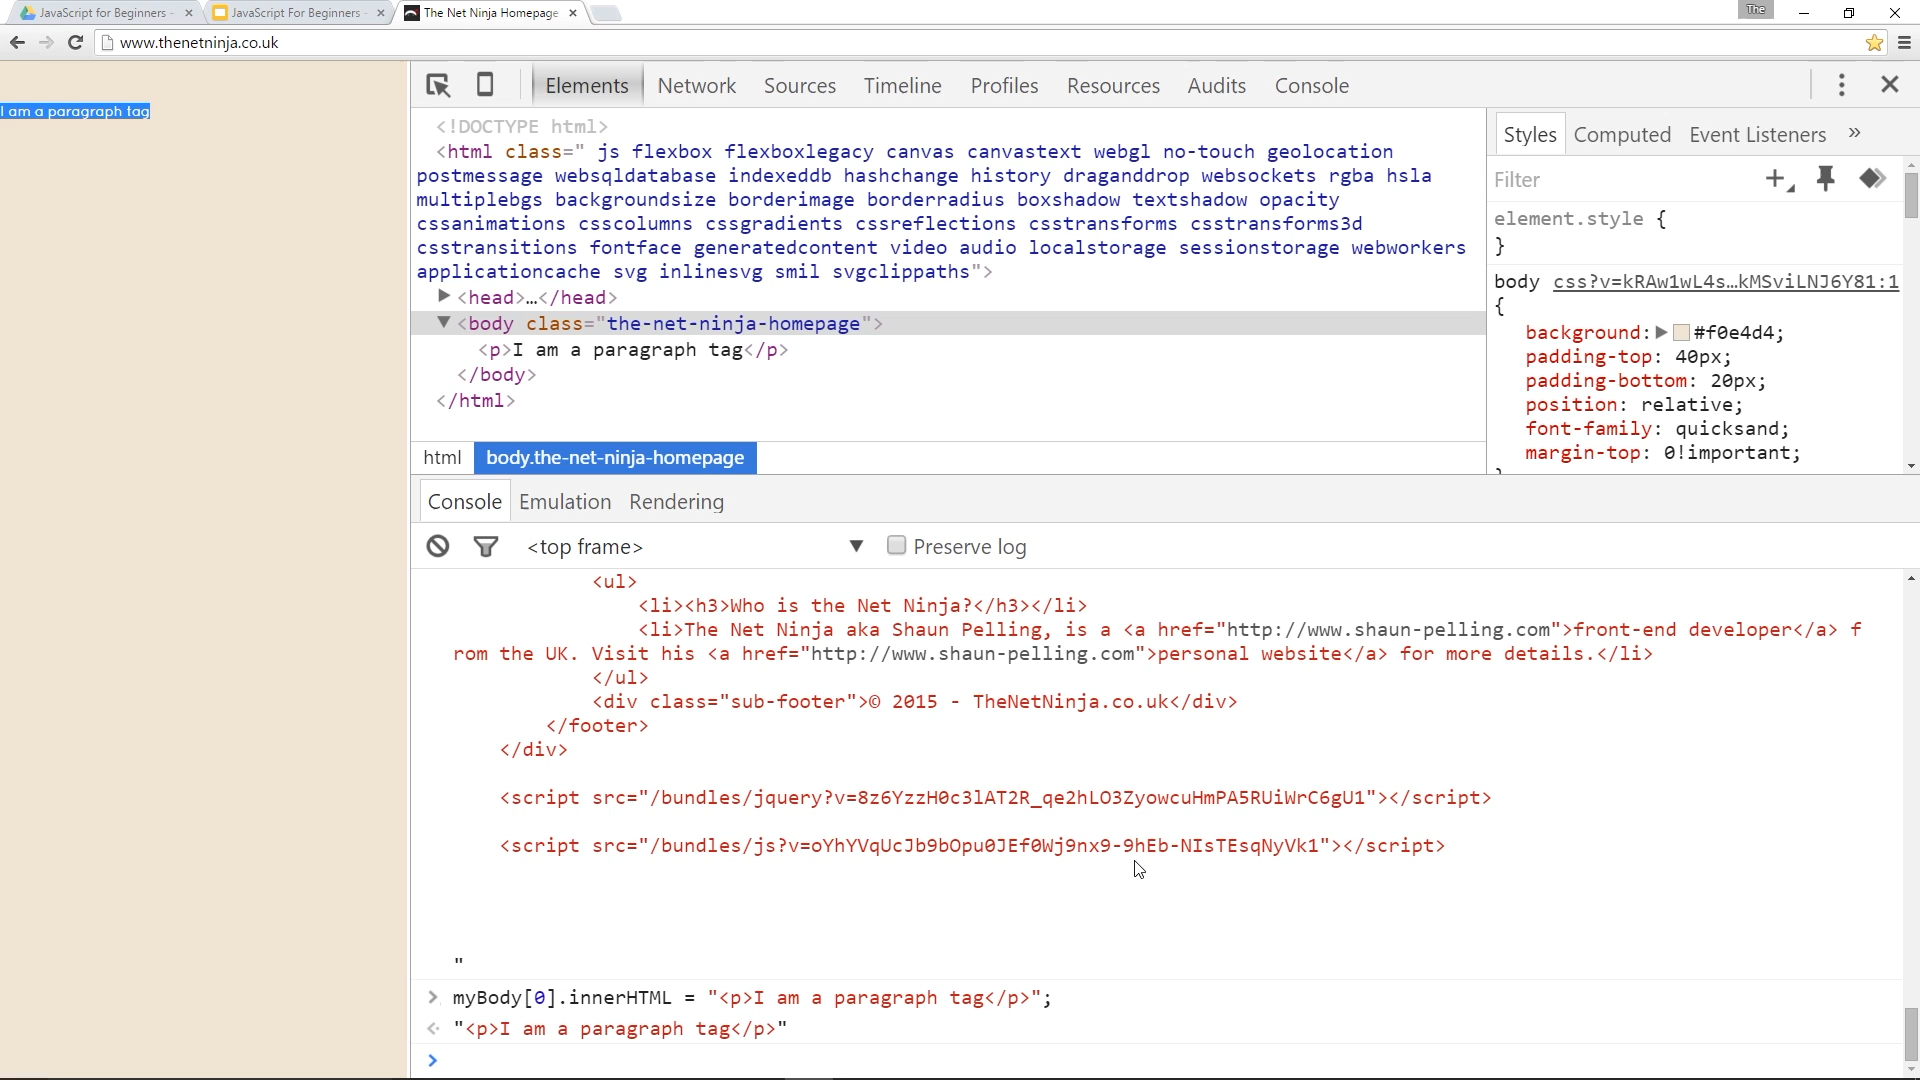 JavaScript for Beginners -
JavaScript For Beginners -
The Net Ninja Homepage
The
www.thenetninja.co.uk
I am a paragraph tag
Elements Network Sources Timeline Profiles Resources Audits Console
<!DOCTYPE html>
<html class=" js flexbox flexboxlegacy canvas canvastext webgl no-touch geolocation
postmessage websqldatabase indexeddb hashchange history draganddrop websockets rgba hsla
multiplebgs backgroundsize borderimage borderradius boxshadow textshadow opacity
cssanimations csscolumns cssgradients cssreflections csstransforms csstransforms3d
csstransitions fontface generatedcontent video audio localstorage sessionstorage webworkers
applicationcache svg inlinesvg smil svgclippaths">
<head>…</head>
<body class="the-net-ninja-homepage">
<p>I am a paragraph tag</p>
</body>
</html>
html body.the-net-ninja-homepage
Styles Computed Event Listeners »
Filter
element.style {
}
body css?v=kRAw1wL4s…kMSviLNJ6Y81:1
{
background: #f0e4d4;
padding-top: 40px;
padding-bottom: 20px;
position: relative;
font-family: quicksand;
margin-top: 0!important;
Console Emulation Rendering
<top frame> Preserve log
<ul>
<li><h3>Who is the Net Ninja?</h3></li>
<li>The Net Ninja aka Shaun Pelling, is a <a href="http://www.shaun-pelling.com">front-end developer</a> f
rom the UK. Visit his <a href="http://www.shaun-pelling.com">personal website</a> for more details.</li>
</ul>
<div class="sub-footer">© 2015 - TheNetNinja.co.uk</div>
</footer>
</div>
<script src="/bundles/jquery?v=8z6YzzH0c3lAT2R_qe2hLO3ZyowcuHmPA5RUiWrC6gU1"></script>
<script src="/bundles/js?v=oYhYVqUcJb9bOpu0JEf0Wj9nx9-9hEb-NIsTEsqNyVk1"></script>
"
> myBody[0].innerHTML = "<p>I am a paragraph tag</p>";
"<p>I am a paragraph tag</p>"
>